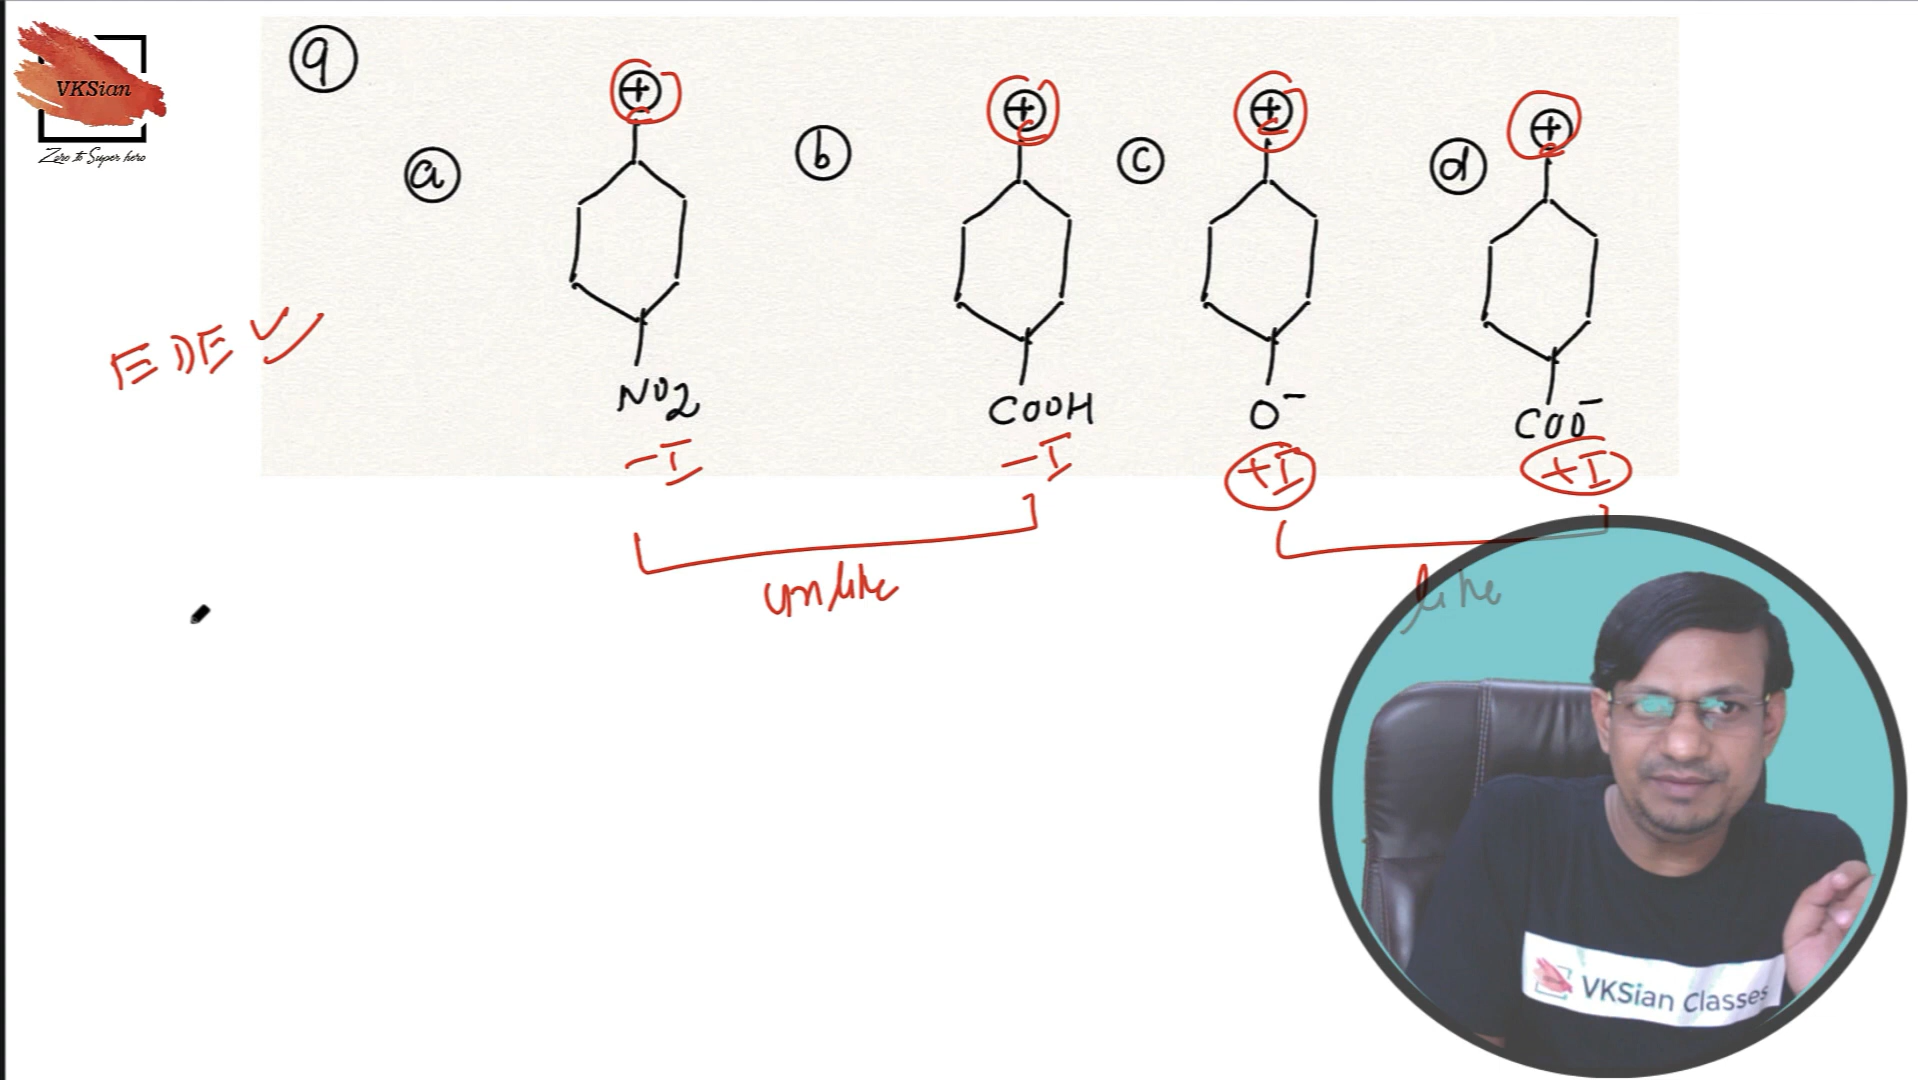 VKSian
Zero to Super hero
9
a
b
c
d
+
+
+
+
NO2
COOH
O⁻
COO⁻
-I
-I
+I
+I
EDE ✓
unlike
like
VKSian Classes